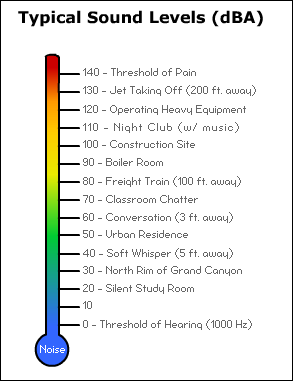 Typical Sound Levels (dBA)
140 - Threshold of Pain
130 - Jet Taking Off (200 ft. away)
120 - Operating Heavy Equipment
110 - Night Club (w/ music)
100 - Construction Site
90 - Boiler Room
80 - Freight Train (100 ft. away)
70 - Classroom Chatter
60 - Conversation (3 ft. away)
50 - Urban Residence
40 - Soft Whisper (5 ft. away)
30 - North Rim of Grand Canyon
20 - Silent Study Room
10
0 - Threshold of Hearing (1000 Hz)
Noise